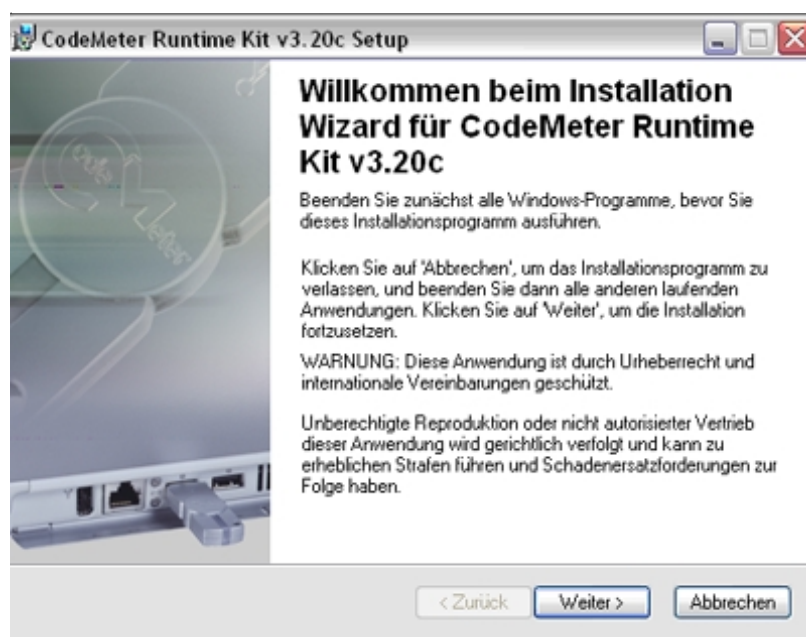 CodeMeter Runtime Kit v3.20c Setup
Willkommen beim Installation
Wizard für CodeMeter Runtime
Kit v3.20c
Beenden Sie zunächst alle Windows-Programme, bevor Sie
dieses Installationsprogramm ausführen.
Klicken Sie auf 'Abbrechen', um das Installationsprogramm zu
verlassen, und beenden Sie dann alle anderen laufenden
Anwendungen. Klicken Sie auf 'Weiter', um die Installation
fortzusetzen.
WARNUNG: Diese Anwendung ist durch Urheberrecht und
internationale Vereinbarungen geschützt.
Unberechtigte Reproduktion oder nicht autorisierter Vertrieb
dieser Anwendung wird gerichtlich verfolgt und kann zu
erheblichen Strafen führen und Schadenersatzforderungen zur
Folge haben.
Code
Meter
< Zurück
Weiter >
Abbrechen